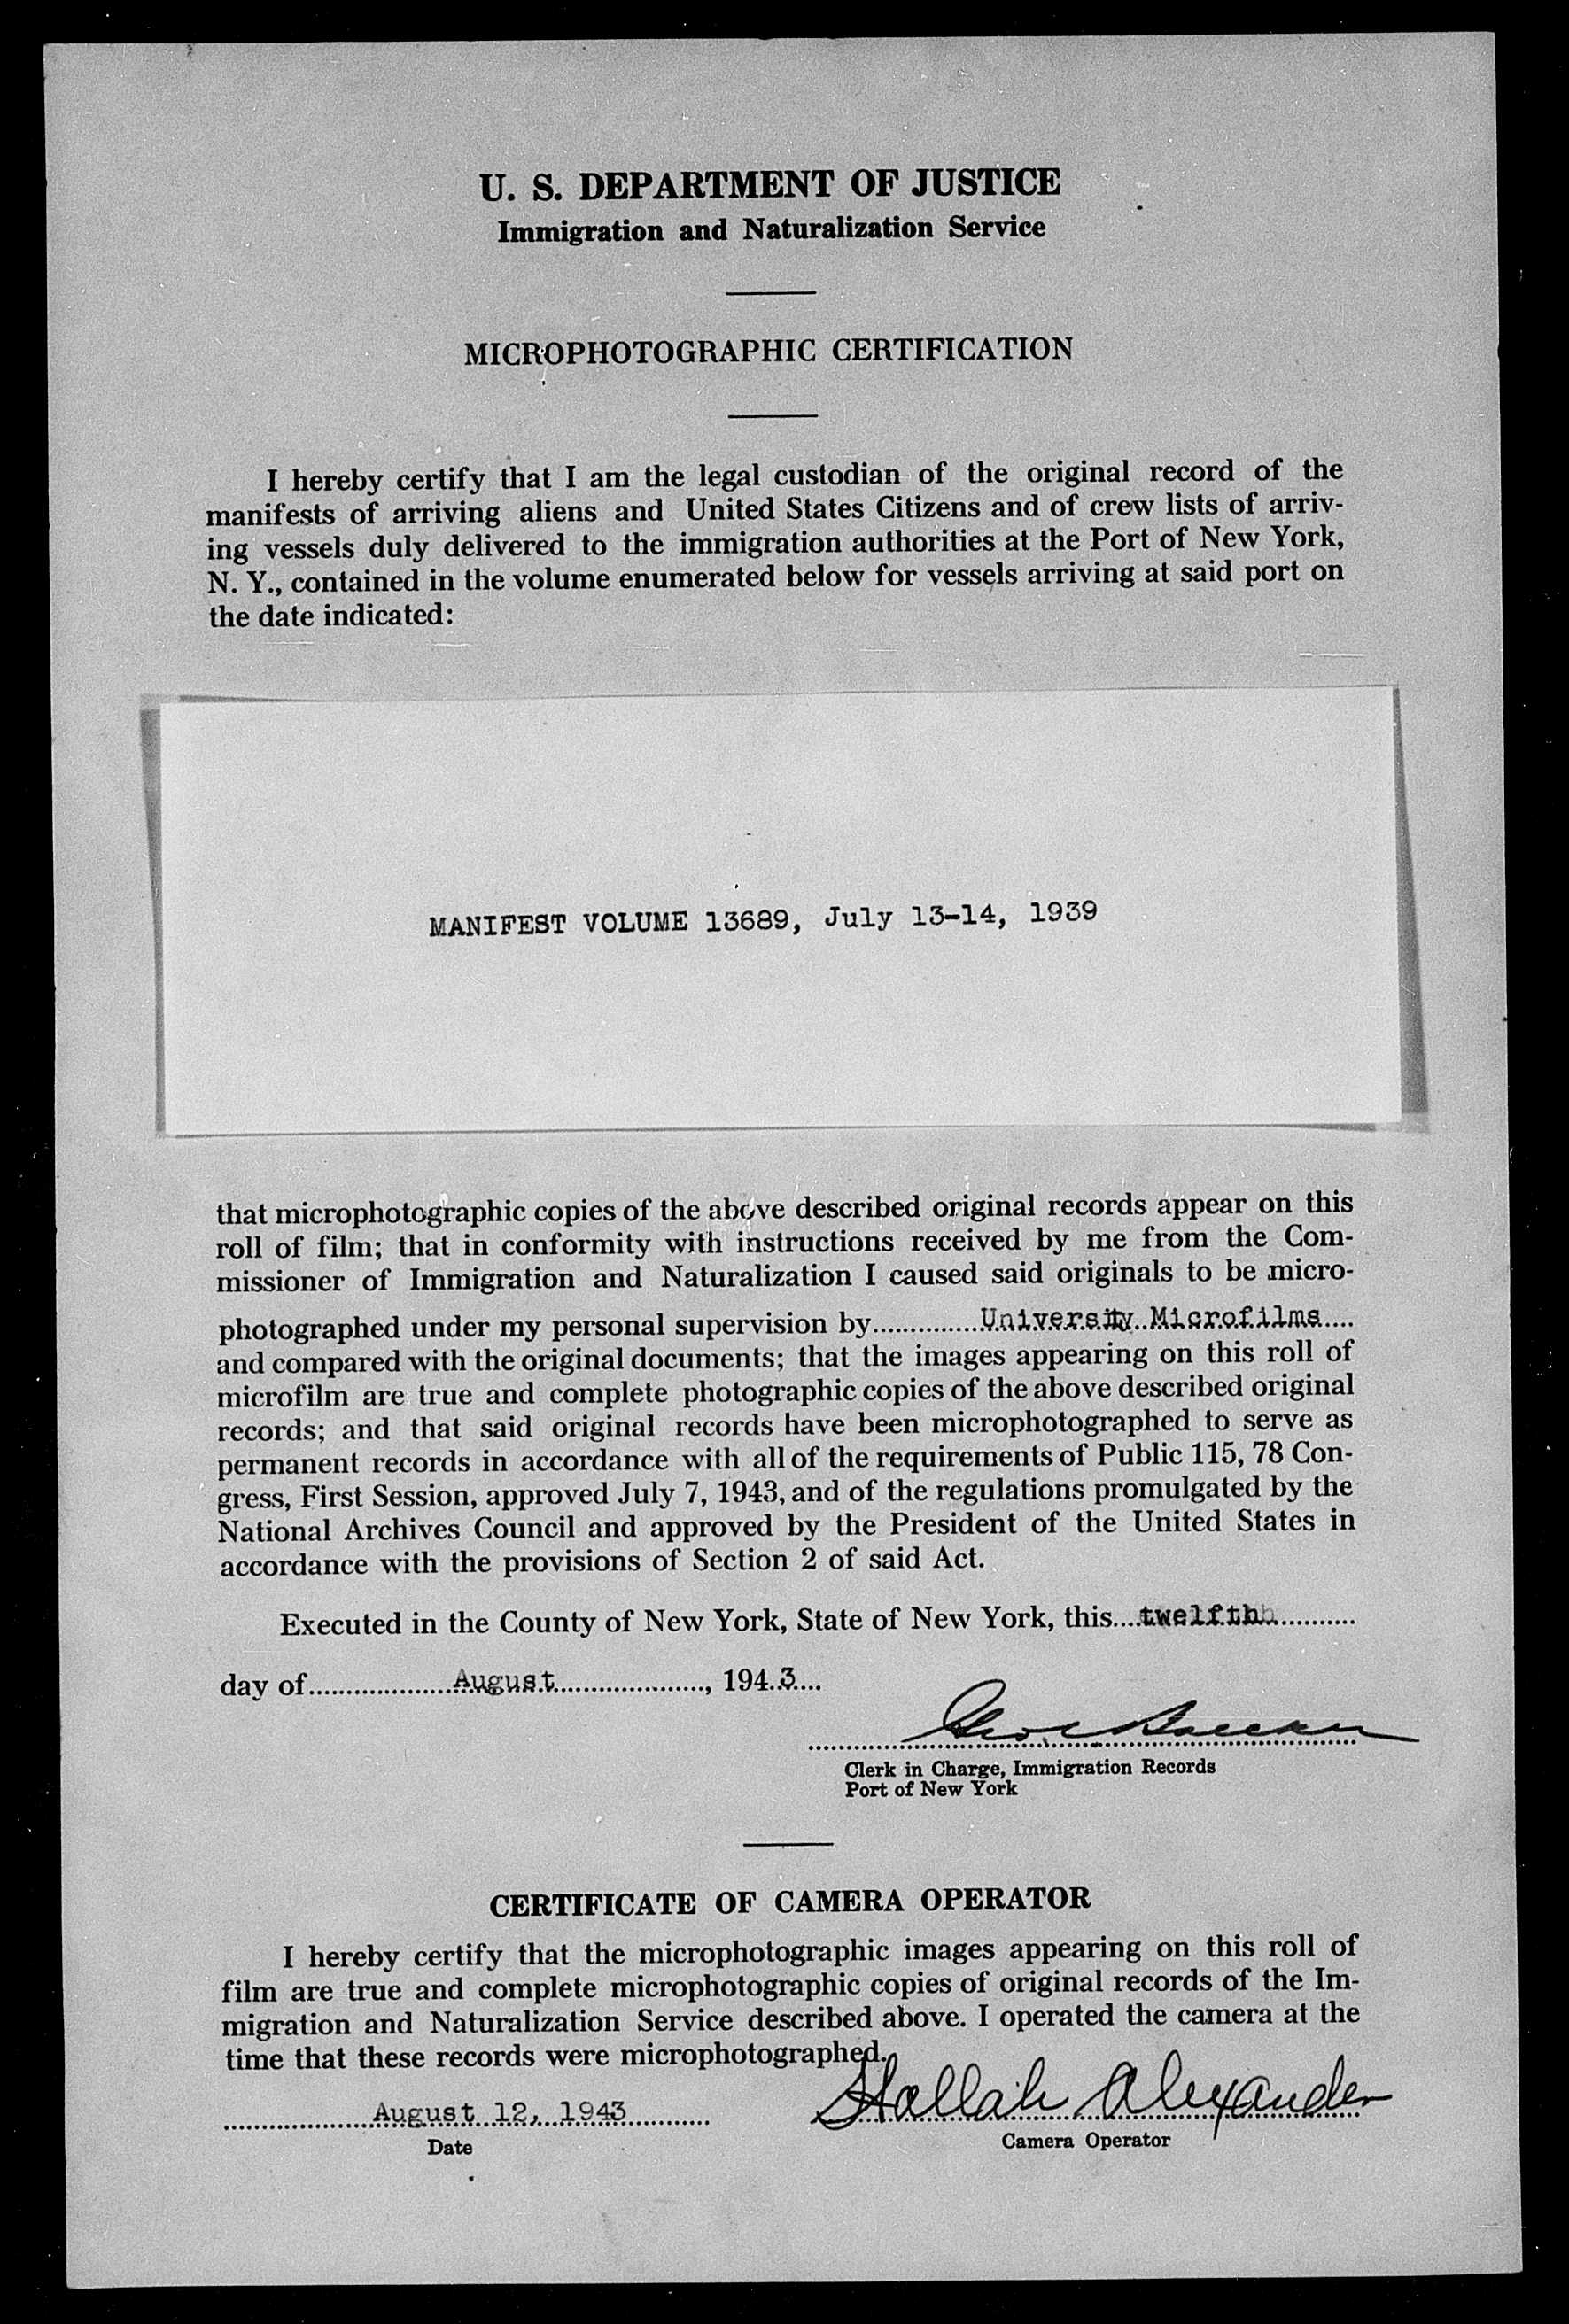 U. S. DEPARTMENT OF JUSTICE
Immigration and Naturalization Service
MICROPHOTOGRAPHIC CERTIFICATION
I hereby certify that I am the legal custodian of the original record of the
manifests of arriving aliens and United States Citizens and of crew lists of arriv-
ing vessels duly delivered to the immigration authorities at the Port of New York,
N. Y., contained in the volume enumerated below for vessels arriving at said port on
the date indicated:
MANIFEST VOLUME 13689, July 13-14, 1939
that microphotographic copies of the above described original records appear on this
roll of film; that in conformity with instructions received by me from the Com-
missioner of Immigration and Naturalization I caused said originals to be micro-
photographed under my personal supervision by University Microfilms
and compared with the original documents; that the images appearing on this roll of
microfilm are true and complete photographic copies of the above described original
records; and that said original records have been microphotographed to serve as
permanent records in accordance with all of the requirements of Public 115, 78 Con-
gress, First Session, approved July 7, 1943, and of the regulations promulgated by the
National Archives Council and approved by the President of the United States in
accordance with the provisions of Section 2 of said Act.
Executed in the County of New York, State of New York, this twelfth
day of August, 1943
Clerk in Charge, Immigration Records
Port of New York
CERTIFICATE OF CAMERA OPERATOR
I hereby certify that the microphotographic images appearing on this roll of
film are true and complete microphotographic copies of original records of the Im-
migration and Naturalization Service described above. I operated the camera at the
time that these records were microphotographed.
August 12, 1943 Alexander
Date Camera Operator